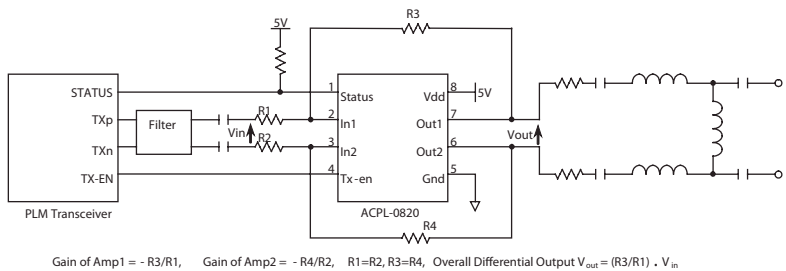 R3
5V
STATUS
TXp
TXn
TX-EN
PLM Transceiver
Filter
Vin
R1
R2
1
2
3
4
Status
In1
In2
Tx-en
Vdd
Out1
Out2
Gnd
8
7
6
5
5V
Vout
ACPL-0820
R4
Gain of Amp1 = - R3/R1, Gain of Amp2 = - R4/R2, R1=R2, R3=R4, Overall Differential Output Vout = (R3/R1) . Vin